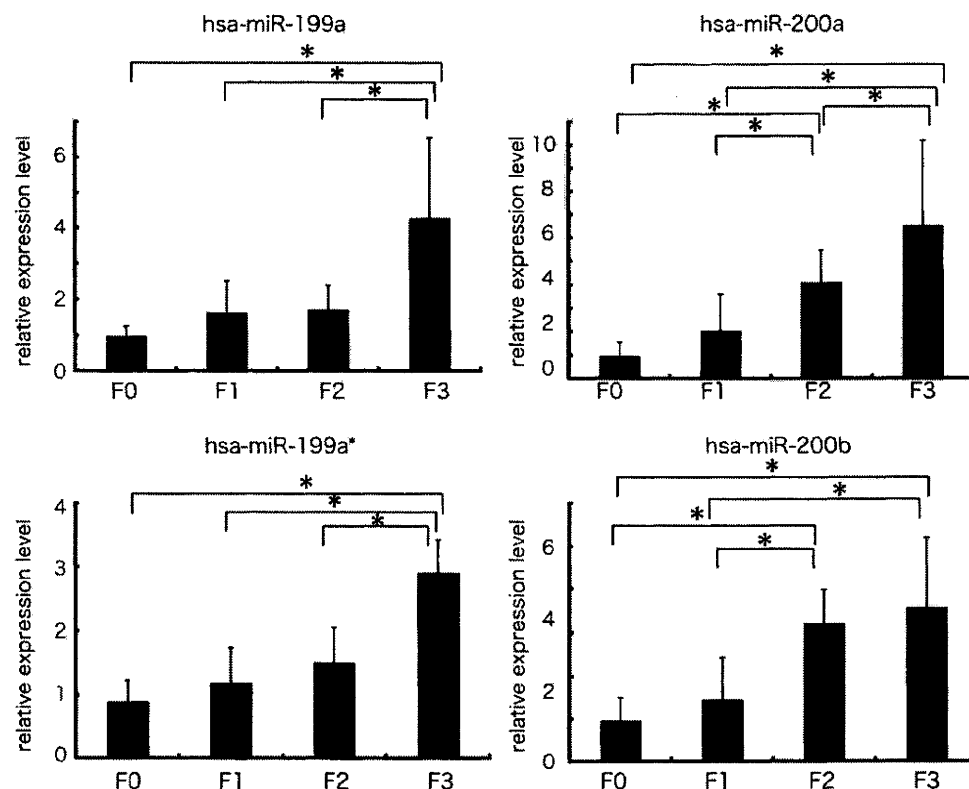 hsa-miR-199a
* * *
relative expression level
6
4
2
0
F0 F1 F2 F3
hsa-miR-200a
* * * * *
relative expression level
10
8
6
4
2
0
F0 F1 F2 F3
hsa-miR-199a*
* * *
relative expression level
4
3
2
1
0
F0 F1 F2 F3
hsa-miR-200b
* * * *
relative expression level
6
4
2
0
F0 F1 F2 F3